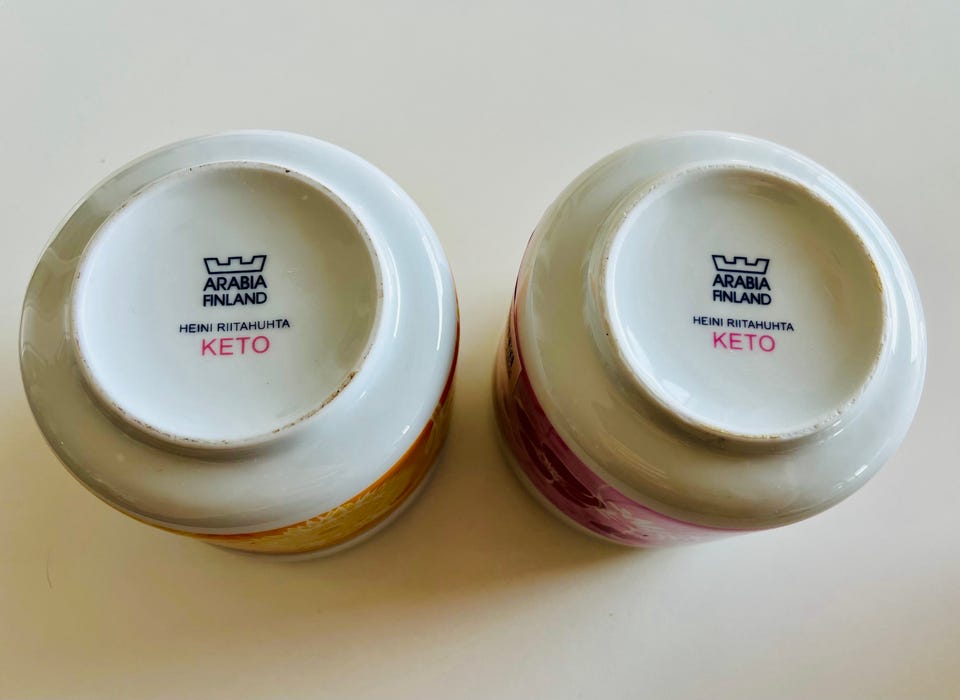 ARABIA
FINLAND
HEINI RIITAHUHTA
KETO
ARABIA
FINLAND
HEINI RIITAHUHTA
KETO